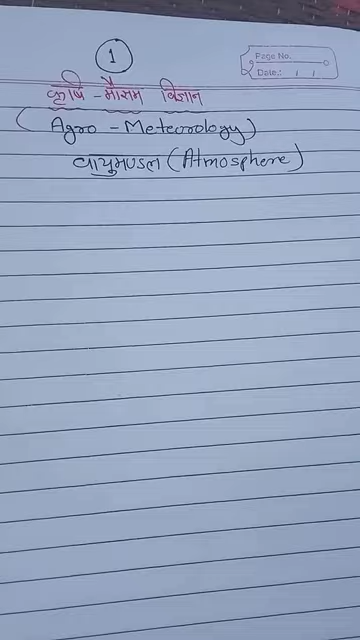 1
Page No.
Date.: / /
कृषि - मौसम विज्ञान
(Agro - Meteorology)
वायुमण्डल (Atmosphere)